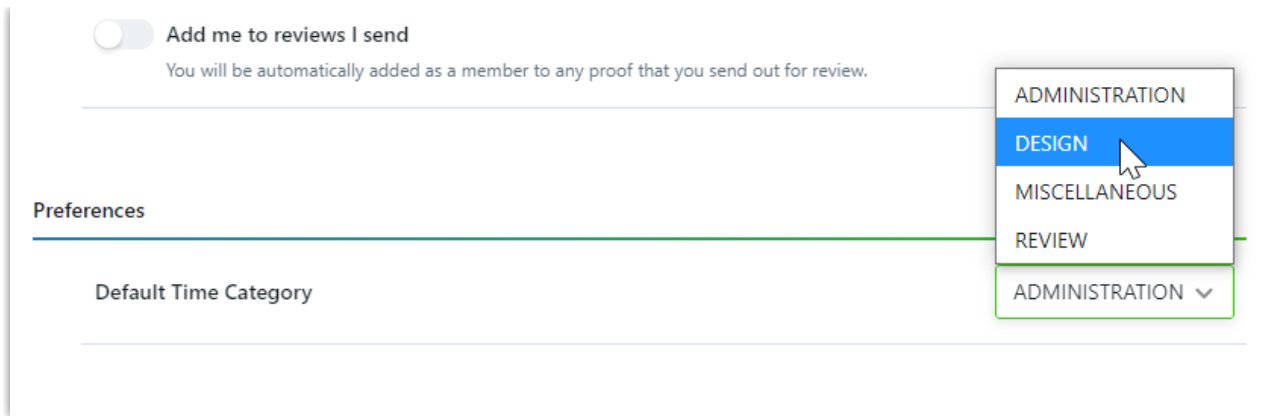 Add me to reviews I send
You will be automatically added as a member to any proof that you send out for review.
ADMINISTRATION
DESIGN
MISCELLANEOUS
REVIEW
Preferences
Default Time Category
ADMINISTRATION